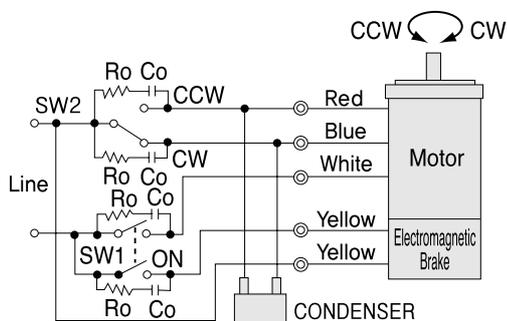 CCW CW
Ro Co
CCW
SW2
Red
Blue
CW
Ro Co
White
Motor
Line
Ro Co
Yellow
SW1 ON
Electromagnetic
Brake
Yellow
Ro Co
CONDENSER